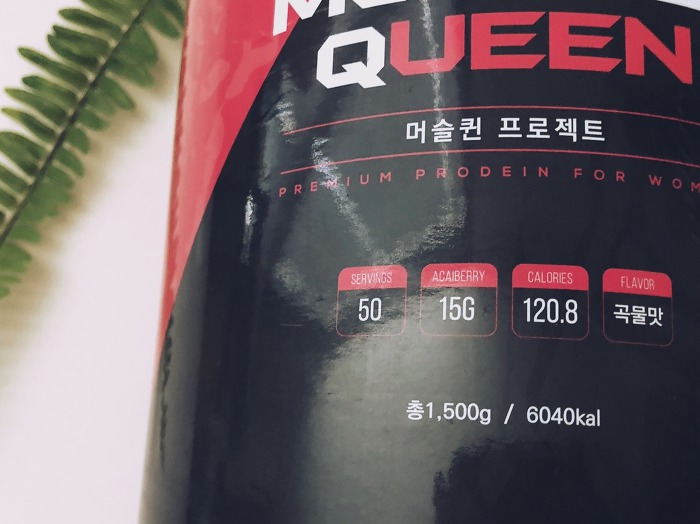 QUEEN
머슬퀸 프로젝트
PREMIUM PRODEIN FOR
SERVINGS
50
ACAIBERRY
15G
CALORIES
120.8
FLAVOR
곡물맛
총1,500g / 6040kal